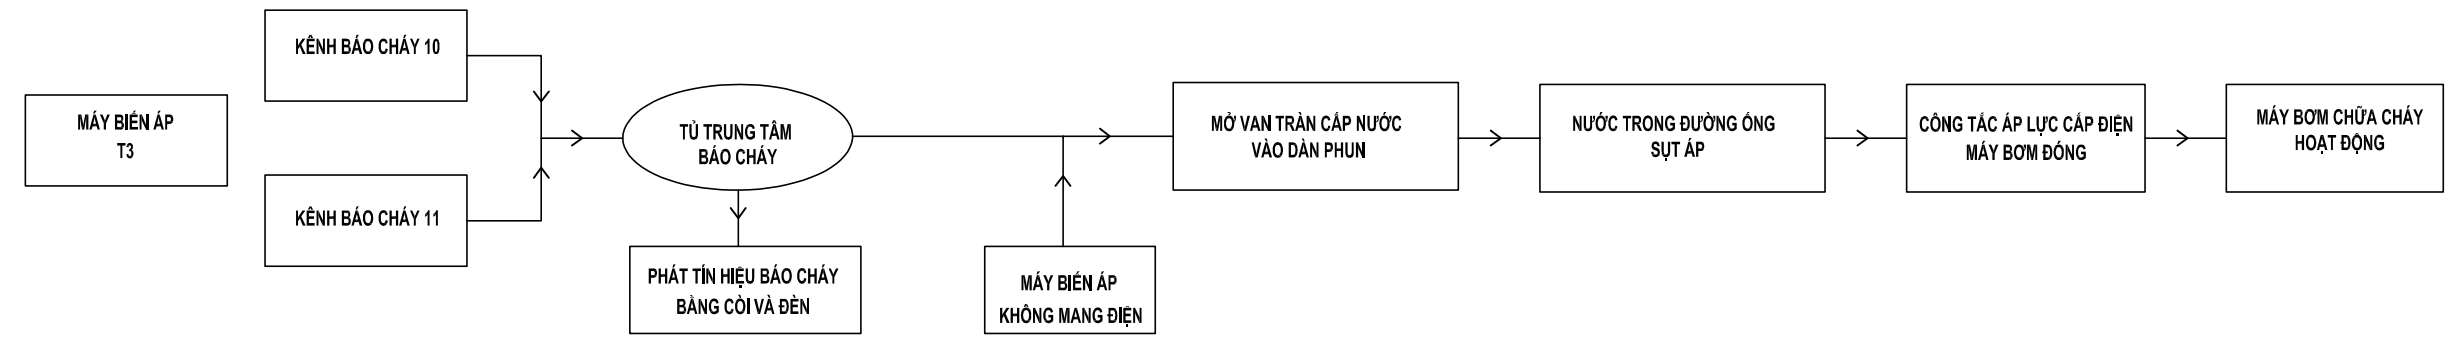 MÁY BIẾN ÁP
T3
KÊNH BÁO CHÁY 10
KÊNH BÁO CHÁY 11
TỦ TRUNG TÂM
BÁO CHÁY
PHÁT TÍN HIỆU BÁO CHÁY
BẰNG CÒI VÀ ĐÈN
MÁY BIẾN ÁP
KHÔNG MANG ĐIỆN
MỞ VAN TRÀN CẤP NƯỚC
VÀO DÀN PHUN
NƯỚC TRONG ĐƯỜNG ỐNG
SỤT ÁP
CÔNG TẮC ÁP LỰC CẤP ĐIỆN
MÁY BƠM ĐÓNG
MÁY BƠM CHỮA CHÁY
HOẠT ĐỘNG